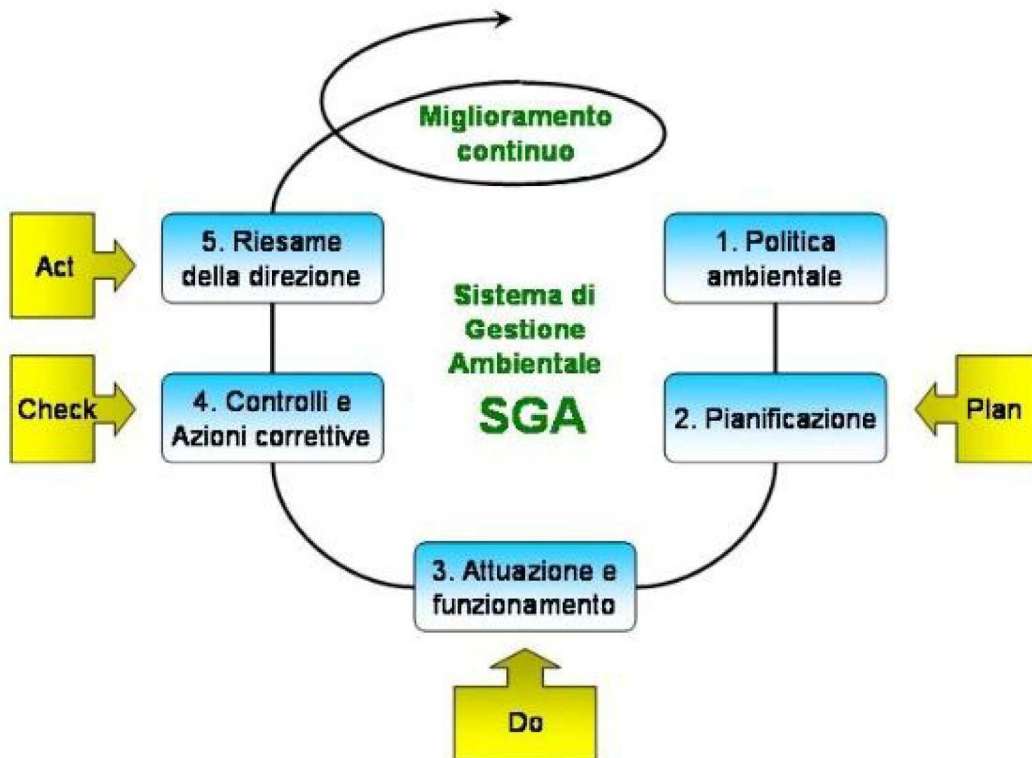 Miglioramento
continuo
Act
5. Riesame
della direzione
1. Politica
ambientale
Sistema di
Gestione
Ambientale
SGA
Check
4. Controlli e
Azioni correttive
2. Pianificazione
Plan
3. Attuazione e
funzionamento
Do